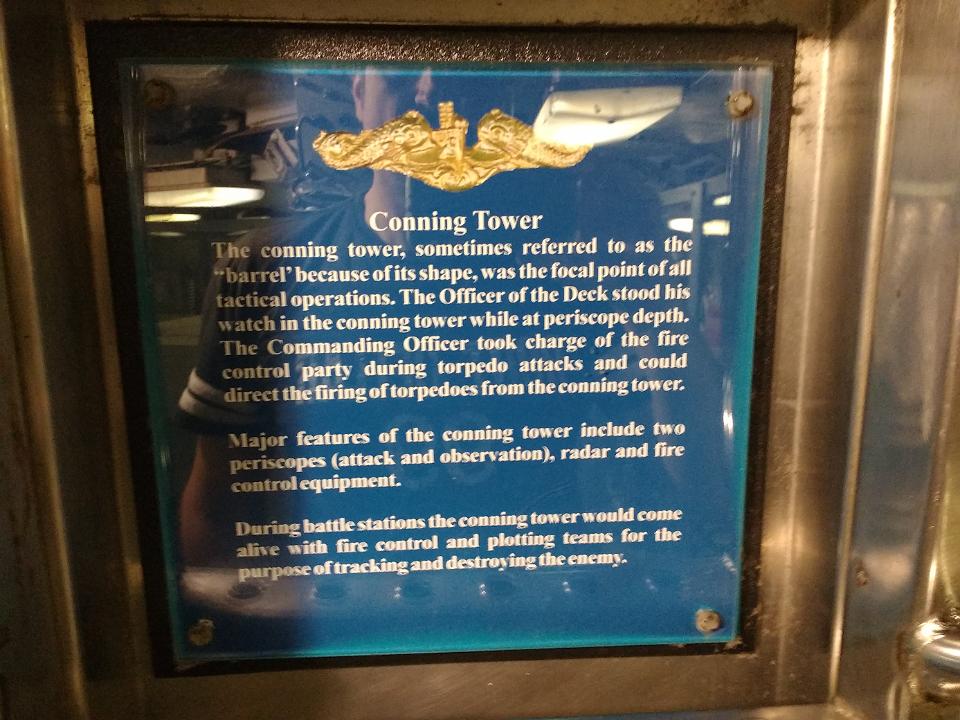 Conning Tower
The conning tower, sometimes referred to as the
"barrel' because of its shape, was the focal point of all
tactical operations. The Officer of the Deck stood his
watch in the conning tower while at periscope depth.
The Commanding Officer took charge of the fire
control party during torpedo attacks and could
direct the firing of torpedoes from the conning tower.
Major features of the conning tower include two
periscopes (attack and observation), radar and fire
control equipment.
During battle stations the conning tower would come
alive with fire control and plotting teams for the
purpose of tracking and destroying the enemy.